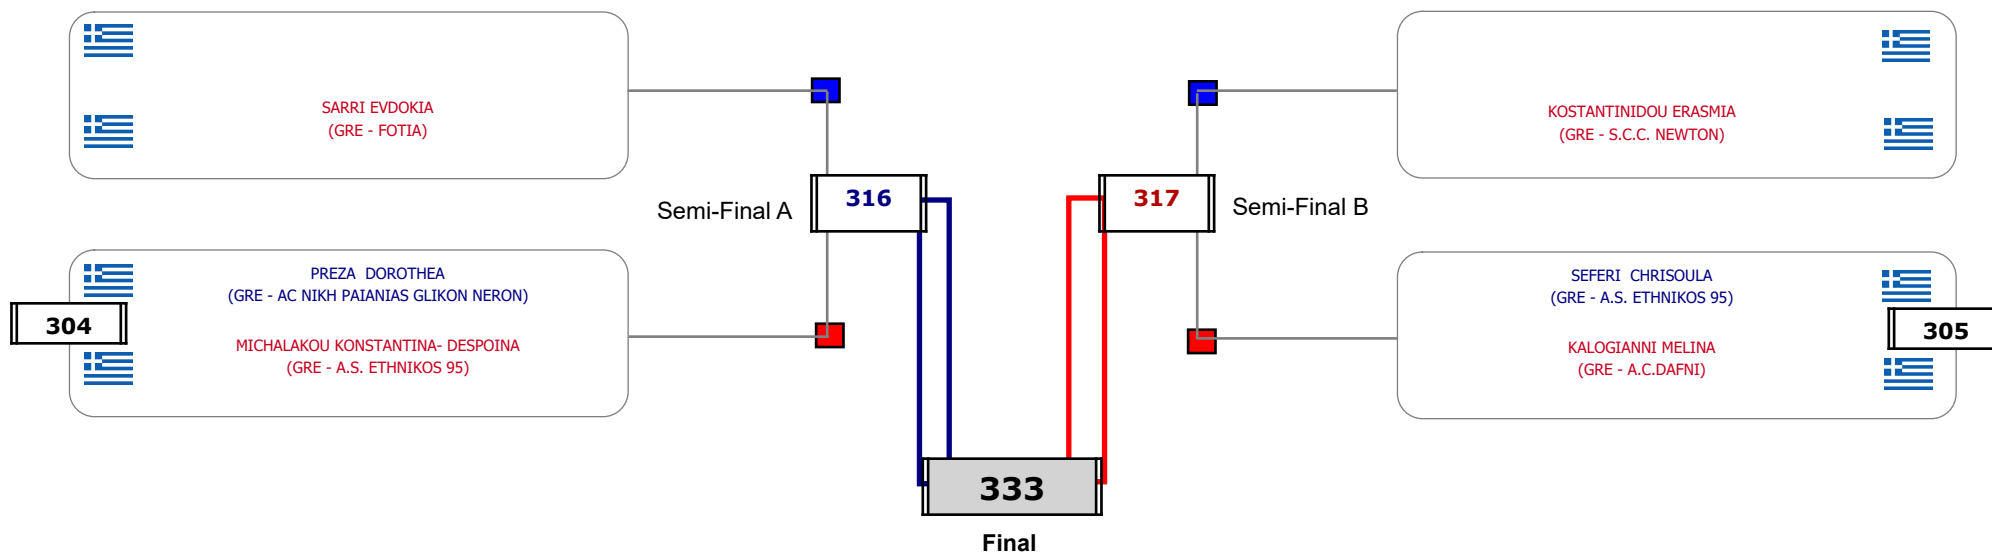 SARRI EVDOKIA
(GRE - FOTIA)
KOSTANTINIDOU ERASMIA
(GRE - S.C.C. NEWTON)
316
Semi-Final A
317
Semi-Final B
304
PREZA  DOROTHEA
(GRE - AC NIKH PAIANIAS GLIKON NERON)
MICHALAKOU KONSTANTINA- DESPOINA
(GRE - A.S. ETHNIKOS 95)
SEFERI  CHRISOULA
(GRE - A.S. ETHNIKOS 95)
KALOGIANNI MELINA
(GRE - A.C.DAFNI)
305
333
Final